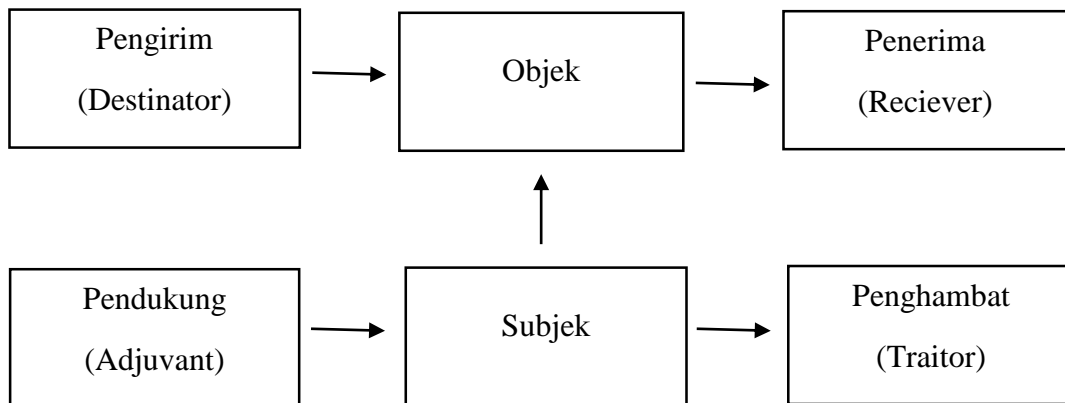 Pengirim
(Destinator)
Objek
Penerima
(Reciever)
Pendukung
(Adjuvant)
Subjek
Penghambat
(Traitor)